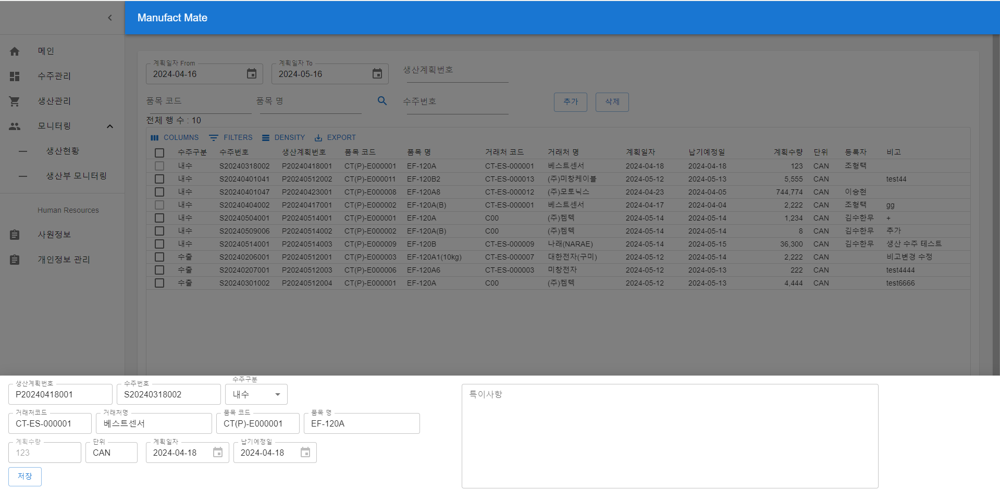 Manufact Mate
메인
수주관리
생산관리
모니터링
생산현황
생산부 모니터링
Human Resources
사원정보
개인정보 관리
계획일자 From
2024-04-16
계획일자 To
2024-05-16
생산계획번호
품목 코드
품목 명
수주번호
추가
삭제
전체 행 수 : 10
COLUMNS FILTERS DENSITY EXPORT
수주구분 수주번호 생산계획번호 품목 코드 품목 명 거래처 코드 거래처 명 계획일자 납기예정일 계획수량 단위 등록자 비고
내수 S20240318002 P20240418001 CT(P)-E000001 EF-120A CT-ES-000001 베스트센서 2024-04-18 2024-04-18 123 CAN 조형택
내수 S20240401041 P20240512002 CT(P)-E000011 EF-120B2 CT-ES-000013 (주)미창케이블 2024-05-12 2024-05-13 5,555 CAN test44
내수 S20240401047 P20240423001 CT(P)-E000008 EF-120A8 CT-ES-000012 (주)모토닉스 2024-04-23 2024-04-05 744,774 CAN 이승현
내수 S20240404002 P20240417001 CT(P)-E000002 EF-120A(B) CT-ES-000001 베스트센서 2024-04-17 2024-04-04 2,222 CAN 조형택 gg
내수 S20240504001 P20240514001 CT(P)-E000001 EF-120A C00 (주)켐텍 2024-05-14 2024-05-14 1,234 CAN 김수한무 +
내수 S20240509006 P20240514002 CT(P)-E000002 EF-120A(B) C00 (주)켐텍 2024-05-14 2024-05-14 8 CAN 김수한무 추가
내수 S20240514001 P20240514003 CT(P)-E000009 EF-120B CT-ES-000009 나래(NARAE) 2024-05-14 2024-05-15 36,300 CAN 김수한무 생산 수주 테스트
수출 S20240206001 P20240512001 CT(P)-E000003 EF-120A1(10kg) CT-ES-000007 대한전자(구미) 2024-05-12 2024-05-14 2,222 CAN 비고변경 수정
수출 S20240207001 P20240512003 CT(P)-E000006 EF-120A6 CT-ES-000003 미창전자 2024-05-12 2024-05-13 222 CAN test4444
수출 S20240301002 P20240512004 CT(P)-E000001 EF-120A C00 (주)켐텍 2024-05-12 2024-05-13 4,444 CAN test6666
생산계획번호
P20240418001
수주번호
S20240318002
수주구분
내수
거래처코드
CT-ES-000001
거래처명
베스트센서
품목 코드
CT(P)-E000001
품목 명
EF-120A
계획수량
123
단위
CAN
계획일자
2024-04-18
납기예정일
2024-04-18
저장
특이사항